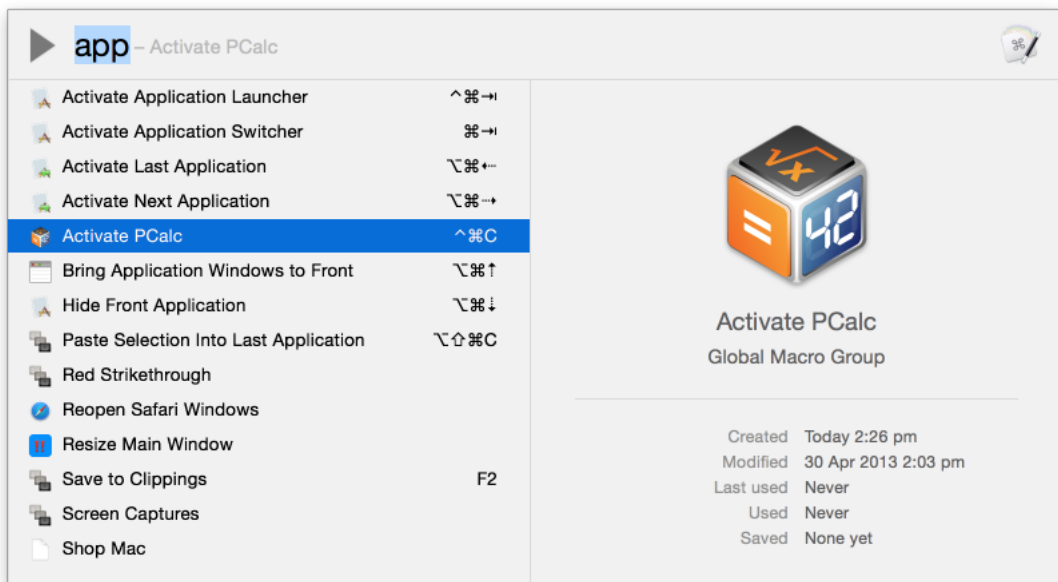 app – Activate PCalc
Activate Application Launcher ^⌘⇥
Activate Application Switcher ⌘⇥
Activate Last Application ⌥⌘⇠
Activate Next Application ⌥⌘⇢
Activate PCalc ^⌘C
Bring Application Windows to Front ⌥⌘↑
Hide Front Application ⌥⌘⇣
Paste Selection Into Last Application ⌥⇧⌘C
Red Strikethrough
Reopen Safari Windows
Resize Main Window
Save to Clippings F2
Screen Captures
Shop Mac
√x
=
42
Activate PCalc
Global Macro Group
Created Today 2:26 pm
Modified 30 Apr 2013 2:03 pm
Last used Never
Used Never
Saved None yet